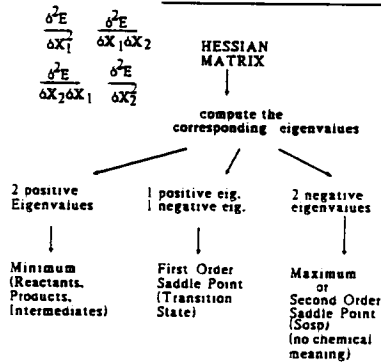 δ²E δ²E
δX₁² δX₁δX₂
δ²E δ²E
δX₂δX₁ δX₂²
HESSIAN
MATRIX
compute the
corresponding eigenvalues
2 positive
Eigenvalues
1 positive eig.
1 negative eig.
2 negative
eigenvalues
Minimum
(Reactants,
Products,
Intermediates)
First Order
Saddle Point
(Transition
State)
Maximum
or
Second Order
Saddle Point
(Sosp)
(no chemical
meaning)